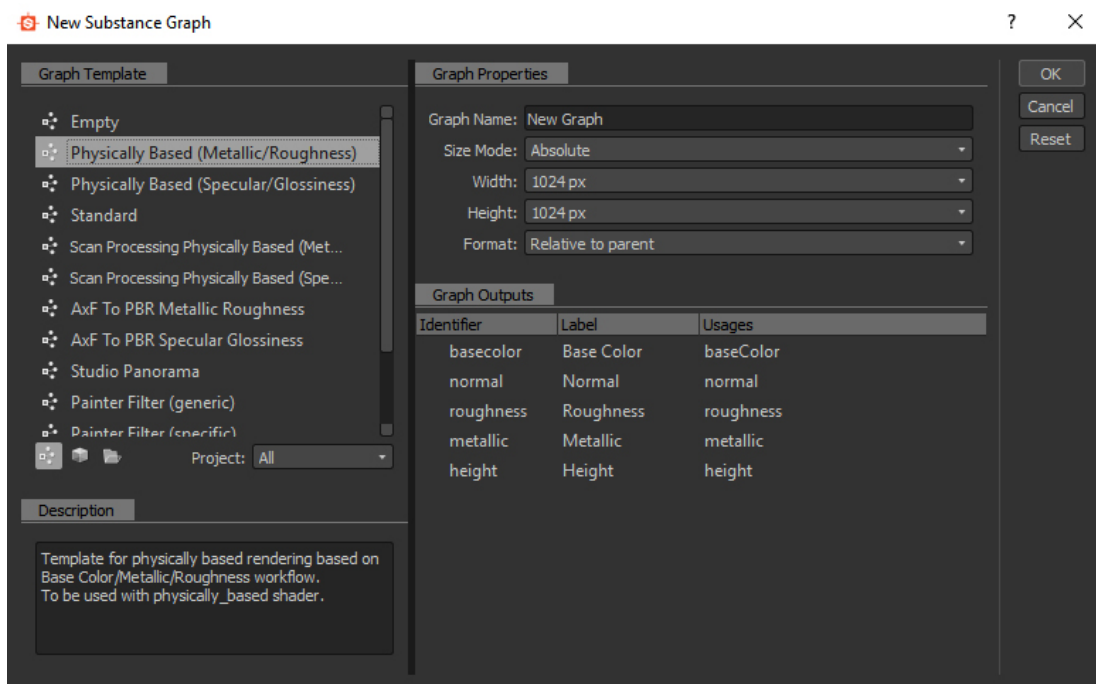 New Substance Graph
?
Graph Template
Empty
Physically Based (Metallic/Roughness)
Physically Based (Specular/Glossiness)
Standard
Scan Processing Physically Based (Met...
Scan Processing Physically Based (Spe...
AxF To PBR Metallic Roughness
AxF To PBR Specular Glossiness
Studio Panorama
Painter Filter (generic)
Painter Filter (specific)
Project: All
Description
Template for physically based rendering based on
Base Color/Metallic/Roughness workflow.
To be used with physically_based shader.
Graph Properties
Graph Name: New Graph
Size Mode: Absolute
Width: 1024 px
Height: 1024 px
Format: Relative to parent
Graph Outputs
Identifier Label Usages
basecolor Base Color baseColor
normal Normal normal
roughness Roughness roughness
metallic Metallic metallic
height Height height
OK
Cancel
Reset